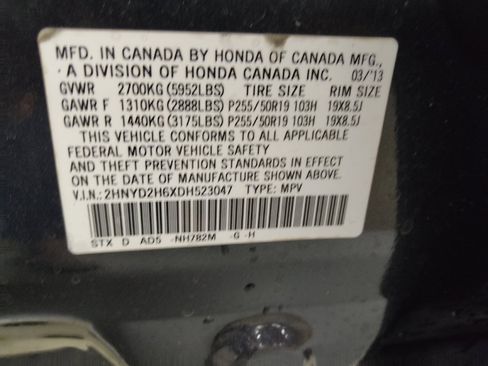 MFD. IN CANADA BY HONDA OF CANADA MFG.,
A DIVISION OF HONDA CANADA INC. 03/'13
GVWR 2700KG(5952LBS) TIRE SIZE RIM SIZE
GAWR F 1310KG(2888LBS) P255/50R19 103H 19X8.5J
GAWR R 1440KG(3175LBS) P255/50R19 103H 19X8.5J
THIS VEHICLE CONFORMS TO ALL APPLICABLE
FEDERAL MOTOR VEHICLE SAFETY
AND THEFT PREVENTION STANDARDS IN EFFECT
ON THE DATE OF MANUFACTURE SHOWN ABOVE.
V.I.N.: 2HNYD2H6XDH523047 TYPE: MPV
STX D AD5 -NH782M -G -H